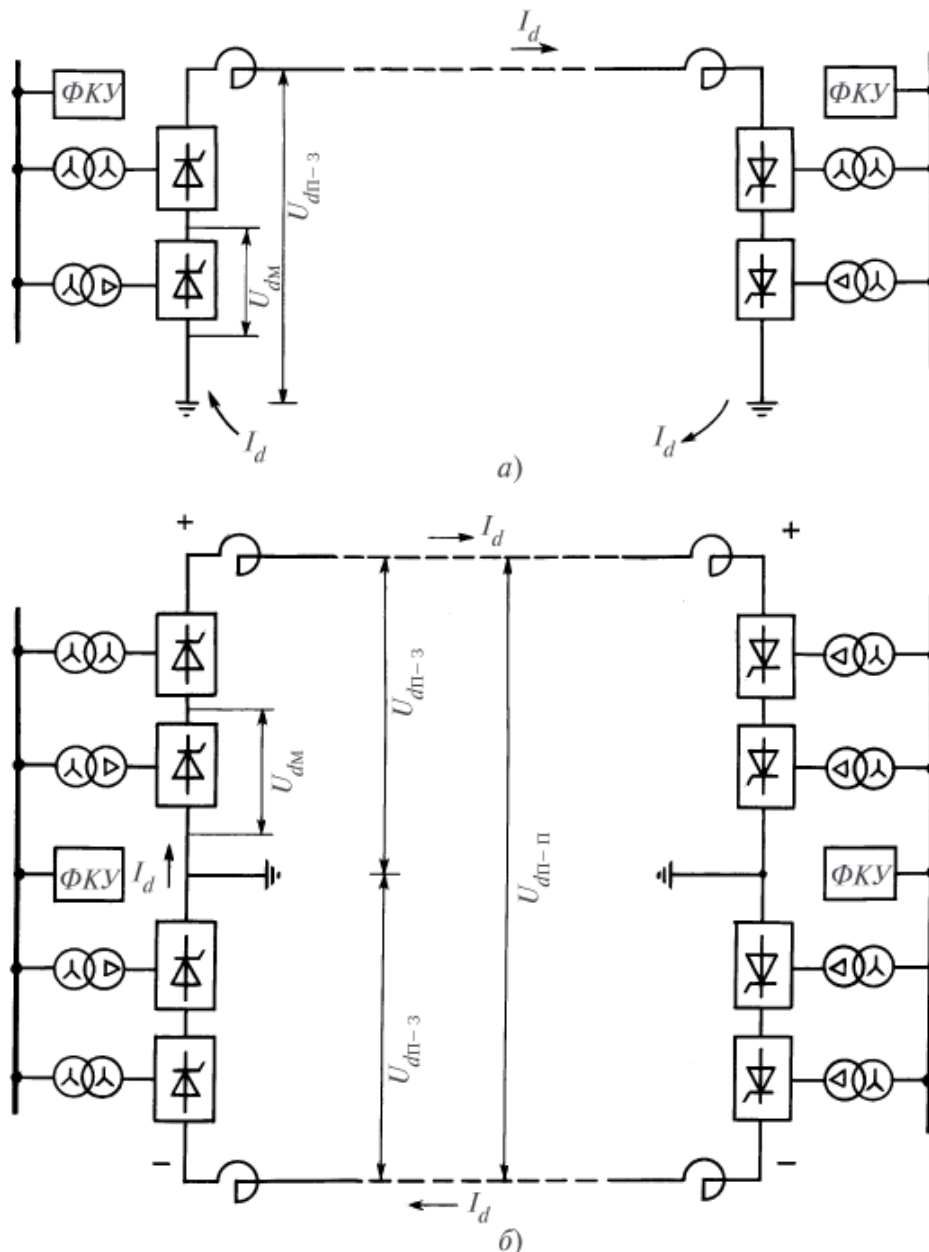 I_d
ФКУ
ФКУ
U_dП−З
U_dМ
I_d
I_d
а)
+
I_d
+
U_dП−З
U_dМ
U_dП−П
ФКУ
I_d
ФКУ
U_dП−З
−
−
I_d
б)